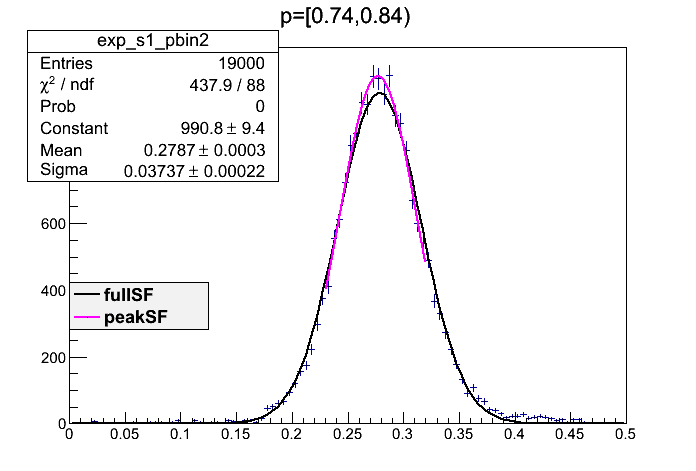 p=[0.74,0.84)
exp_s1_pbin2
Entries 19000
χ² / ndf 437.9 / 88
Prob 0
Constant 990.8 ± 9.4
Mean 0.2787 ± 0.0003
Sigma 0.03737 ± 0.00022
600
400
fullSF
peakSF
200
0
0 0.05 0.1 0.15 0.2 0.25 0.3 0.35 0.4 0.45 0.5